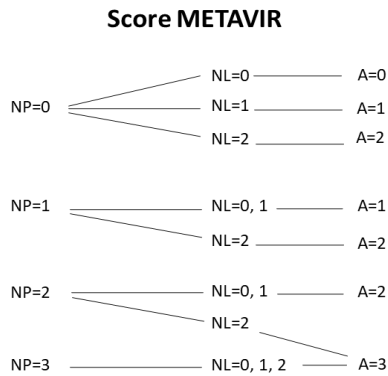 Score METAVIR
NL=0 A=0
NP=0 NL=1 A=1
NL=2 A=2
NP=1 NL=0, 1 A=1
NL=2 A=2
NP=2 NL=0, 1 A=2
NL=2
NP=3 NL=0, 1, 2 A=3